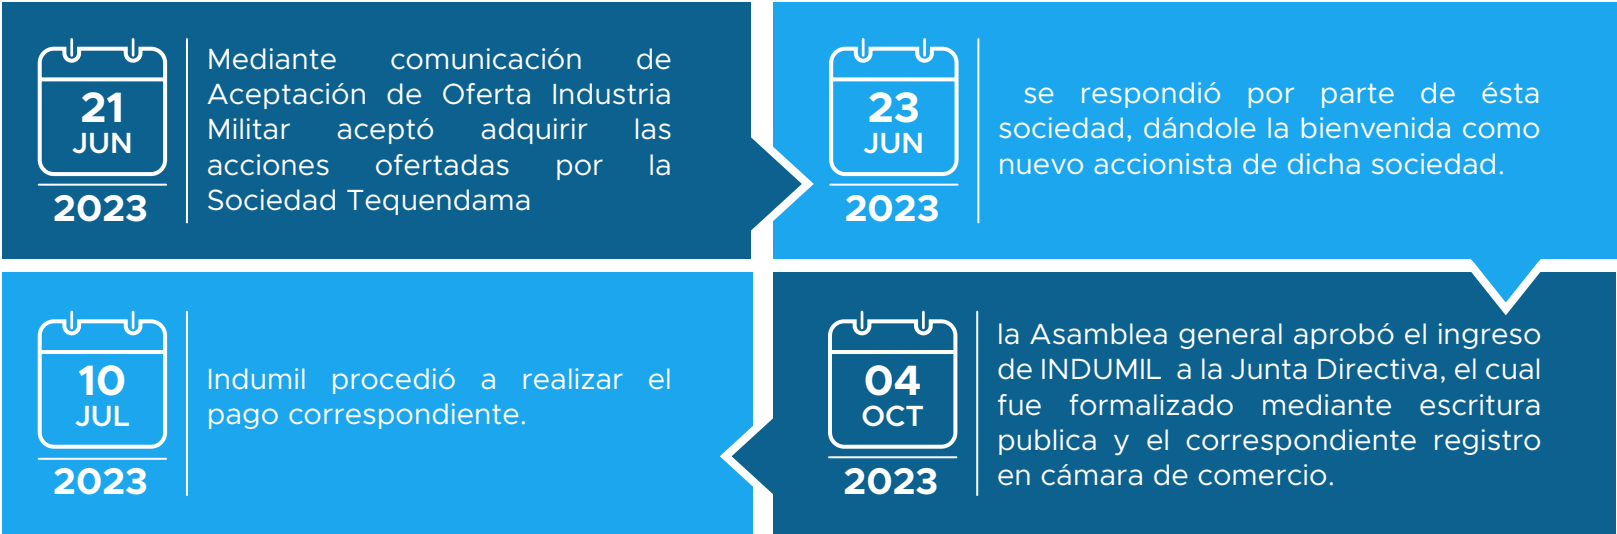 21
JUN
2023
Mediante comunicación de
Aceptación de Oferta Industria
Militar aceptó adquirir las
acciones ofertadas por la
Sociedad Tequendama
23
JUN
2023
se respondió por parte de ésta
sociedad, dándole la bienvenida como
nuevo accionista de dicha sociedad.
04
OCT
2023
la Asamblea general aprobó el ingreso
de INDUMIL a la Junta Directiva, el cual
fue formalizado mediante escritura
publica y el correspondiente registro
en cámara de comercio.
10
JUL
2023
Indumil procedió a realizar el
pago correspondiente.